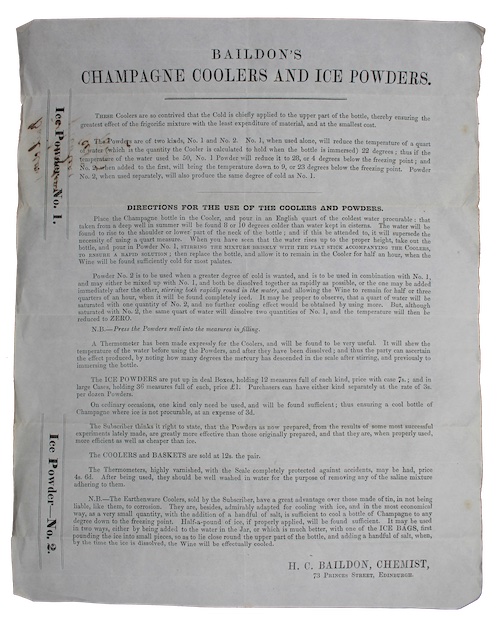 BAILDON'S
CHAMPAGNE COOLERS AND ICE POWDERS.
THESE Coolers are so contrived that the Cold is chiefly applied to the upper part of the bottle, thereby ensuring the
greatest effect of the frigorific mixture with the least expenditure of material, and at the smallest cost.
The Powders are of two kinds, No. 1 and No. 2. No. 1, when used alone, will reduce the temperature of a quart
of water (which is the quantity the Cooler is calculated to hold when the bottle is immersed) 22 degrees; thus if the
temperature of the water used be 50, No. 1 Powder will reduce it to 28, or 4 degrees below the freezing point; and
No. 2, when added to the first, will bring the temperature down to 9, or 23 degrees below the freezing point. Powder
No. 2, when used separately, will also produce the same degree of cold as No. 1.
DIRECTIONS FOR THE USE OF THE COOLERS AND POWDERS.
Place the Champagne bottle in the Cooler, and pour in an English quart of the coldest water procurable; that
taken from a deep well in summer will be found 8 or 10 degrees colder than water kept in cisterns. The water will be
found to rise to the shoulder or lower part of the neck of the bottle; and if this be attended to, it will supersede the
necessity of using a quart measure. When you have seen that the water rises up to the proper height, take out the
bottle, and pour in Powder No. 1, STIRRING THE MIXTURE BRISKLY WITH THE FLAT STICK ACCOMPANYING THE COOLERS,
TO ENSURE A RAPID SOLUTION; then replace the bottle, and allow it to remain in the Cooler for half an hour, when the
Wine will be found sufficiently cold for most palates.
Powder No. 2 is to be used when a greater degree of cold is wanted, and is to be used in combination with No. 1,
and may either be mixed up with No. 1, and both be dissolved together as rapidly as possible, or the one may be added
immediately after the other, stirring both rapidly round in the water, and allowing the Wine to remain for half or three
quarters of an hour, when it will be found completely iced. It may be proper to observe, that a quart of water will be
saturated with one quantity of No. 2, and no further cooling effect would be obtained by using more. But, although
saturated with No. 2, the same quart of water will dissolve two quantities of No. 1, and the temperature will then be
reduced to ZERO.
N.B.—Press the Powders well into the measures in filling.
A Thermometer has been made expressly for the Coolers, and will be found to be very useful. It will shew the
temperature of the water before using the Powders, and after they have been dissolved; and thus the party can ascertain
the effect produced, by noting how many degrees the mercury has descended in the scale after stirring, and previously to
immersing the bottle.
The ICE POWDERS are put up in deal Boxes, holding 12 measures full of each kind, price with case 7s.; and in
large Cases, holding 36 measures full of each, price £1. Purchasers can have either kind separately at the rate of 3s.
per dozen Powders.
On ordinary occasions, one kind only need be used, and will be found sufficient; thus ensuring a cool bottle of
Champagne where ice is not procurable, at an expense of 3d.
The Subscriber thinks it right to state, that the Powders as now prepared, from the results of some most successful
experiments lately made, are greatly more effective than those originally prepared, and that they are, when properly used,
more efficient as well as cheaper than ice.
The COOLERS and BASKETS are sold at 12s. the pair.
The Thermometers, highly varnished, with the Scale completely protected against accidents, may be had, price
4s. 6d. After being used, they should be well washed in water for the purpose of removing any of the saline mixture
adhering to them.
N.B.—The Earthenware Coolers, sold by the Subscriber, have a great advantage over those made of tin, in not being
liable, like them, to corrosion. They are, besides, admirably adapted for cooling with ice, and in the most economical
way, as a very small quantity, with the addition of a handful of salt, is sufficient to cool a bottle of Champagne to any
degree down to the freezing point. Half-a-pound of ice, if properly applied, will be found sufficient. It may be used
in two ways, either by being added to the water in the Jar, or which is much better, with one of the ICE BAGS, first
pounding the ice into small pieces, so as to lie close round the upper part of the bottle, and adding a handful of salt, when,
by the time the ice is dissolved, the Wine will be effectually cooled.
H. C. BAILDON, CHEMIST,
73 PRINCES STREET, EDINBURGH.
Ice Powder—No. 1.
Ice Powder—No. 2.